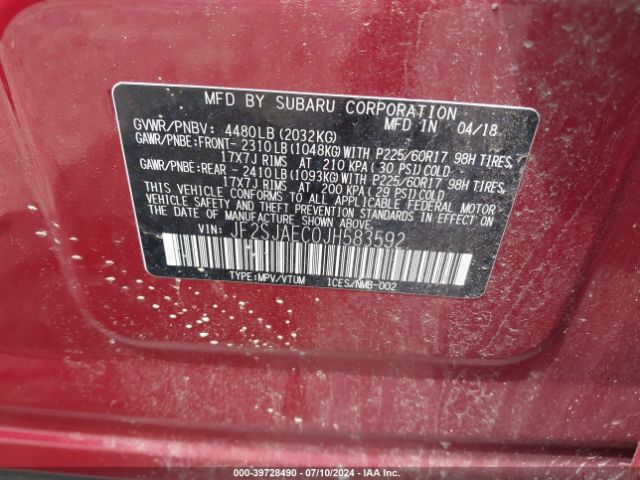 MFD BY SUBARU CORPORATION
GVWR/PNBV: 4480LB(2032KG) MFD IN 04/18
GAWR/PNBE:FRONT- 2310LB(1048KG)WITH P225/60R17 98H TIRES,
17X7J RIMS AT 210 KPA(30 PSI)COLD
GAWR/PNBE:REAR - 2410LB(1093KG)WITH P225/60R17 98H TIRES,
17X7J RIMS AT 200 KPA(29 PSI)COLD
THIS VEHICLE CONFORMS TO ALL APPLICABLE FEDERAL MOTOR
VEHICLE SAFETY AND BUMPER STANDARDS IN EFFECT ON THE
DATE OF MANUFACTURE SHOWN ABOVE.
VIN: JF2SJAEC0JH583592
TYPE:MPV/VTUM 1CES/NMB-002
000-39728490 - 07/10/2024 - IAA Inc.